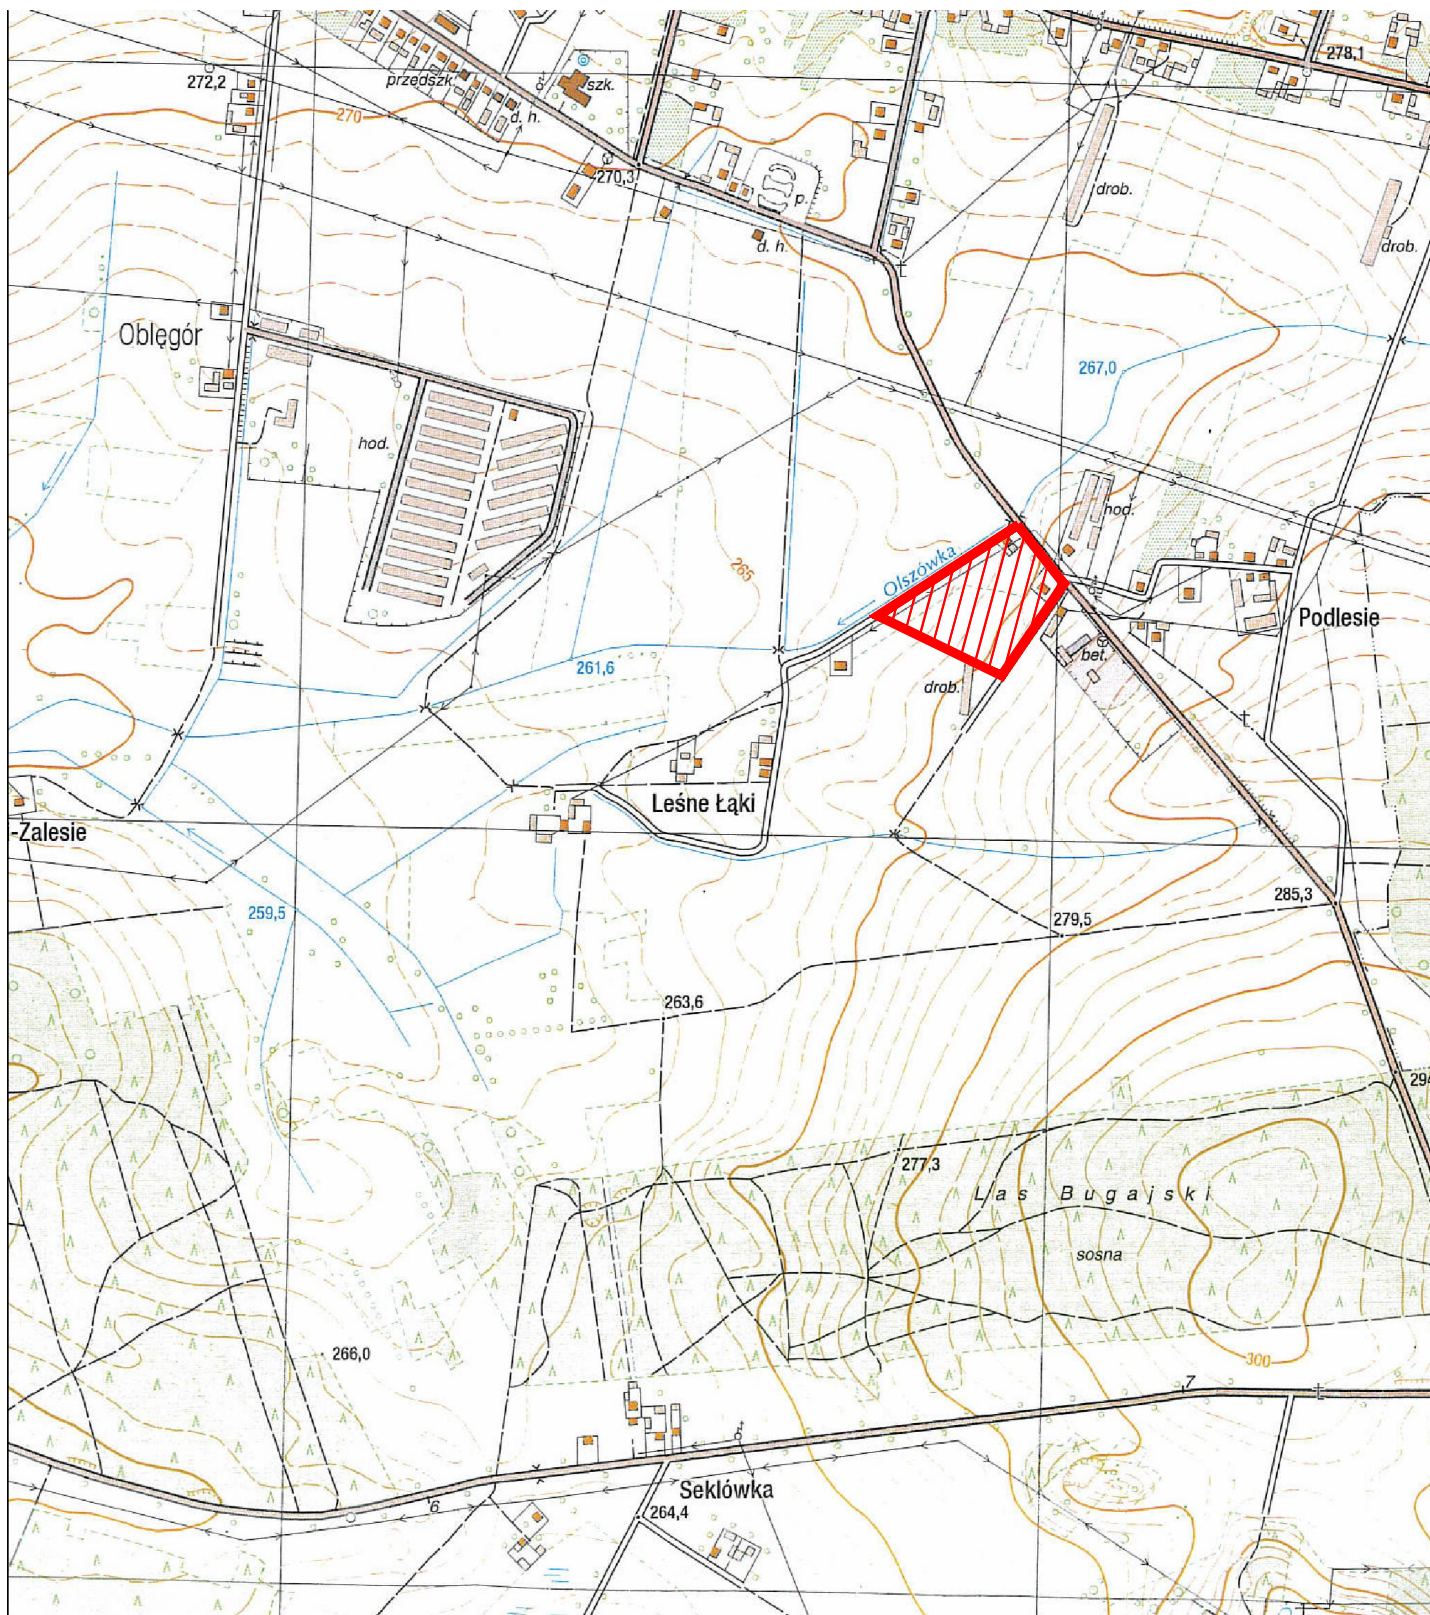 278,1
272,2
przedszk.
szk.
d. h.
270
270,3
p.
drob.
d. h.
drob.
Oblęgór
267,0
hod.
hod.
265
Olszówka
Podlesie
bet.
261,6
drob.
Leśne Łąki
-Zalesie
285,3
259,5
279,5
263,6
294
277,3
Las Bugajski
sosna
266,0
300
7
Seklówka
6
264,4